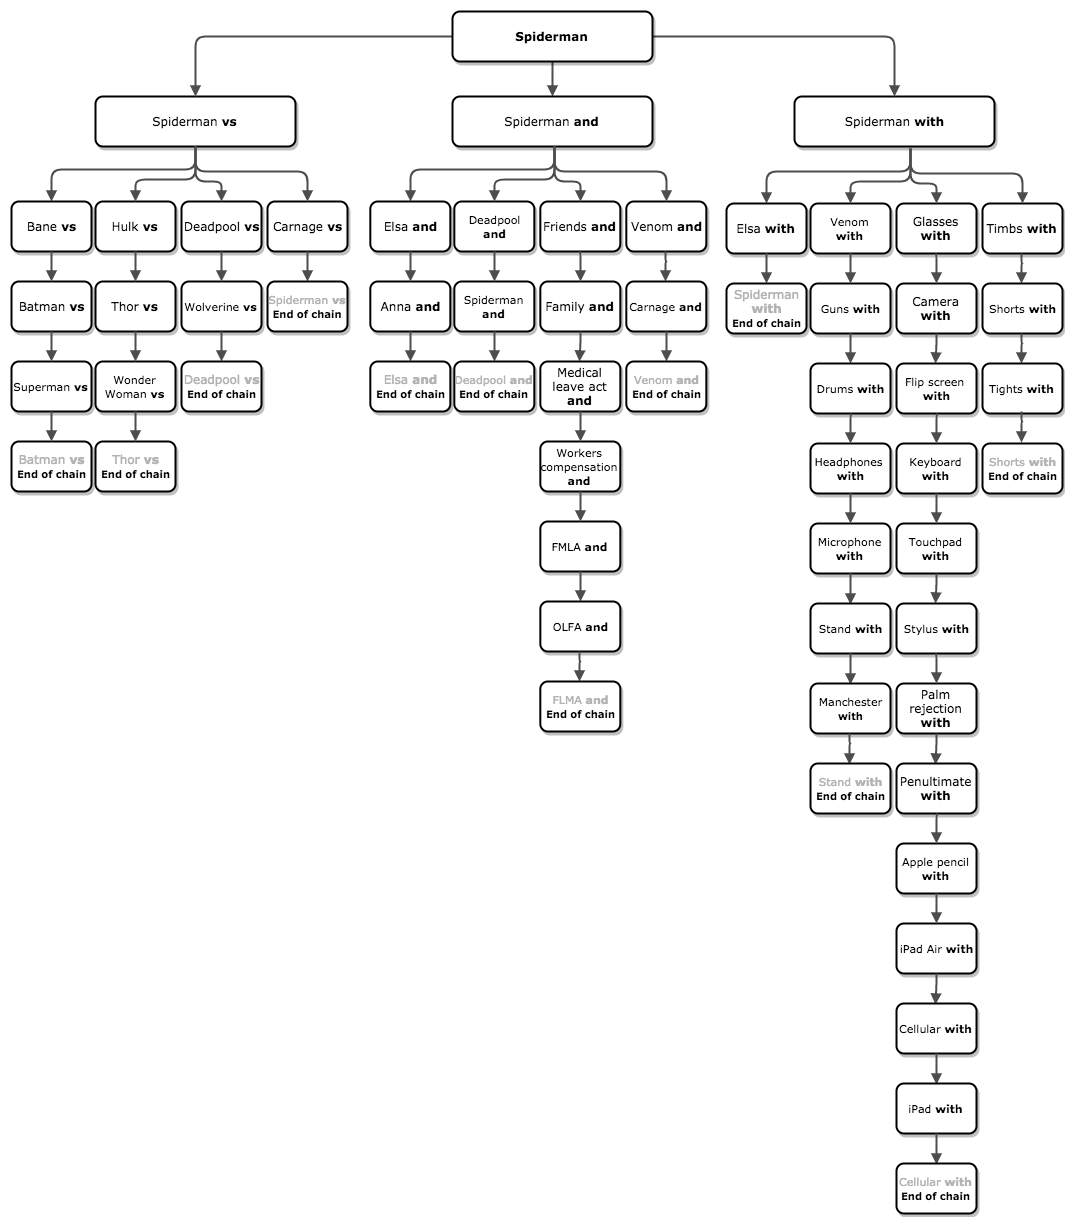 Spiderman
Spiderman vs
Spiderman and
Spiderman with
Bane vs
Hulk vs
Deadpool vs
Carnage vs
Elsa and
Deadpool
and
Friends and
Venom and
Elsa with
Venom
with
Glasses
with
Timbs with
Batman vs
Thor vs
Wolverine vs
Spiderman vs
End of chain
Anna and
Spiderman
and
Family and
Carnage and
Spiderman
with
End of chain
Guns with
Camera
with
Shorts with
Superman vs
Wonder
Woman vs
Deadpool vs
End of chain
Elsa and
End of chain
Deadpool and
End of chain
Medical
leave act
and
Venom and
End of chain
Drums with
Flip screen
with
Tights with
Batman vs
End of chain
Thor vs
End of chain
Workers
compensation
and
Headphones
with
Keyboard
with
Shorts with
End of chain
FMLA and
Microphone
with
Touchpad
with
OLFA and
Stand with
Stylus with
FLMA and
End of chain
Manchester
with
Palm
rejection
with
Stand with
End of chain
Penultimate
with
Apple pencil
with
iPad Air with
Cellular with
iPad with
Cellular with
End of chain